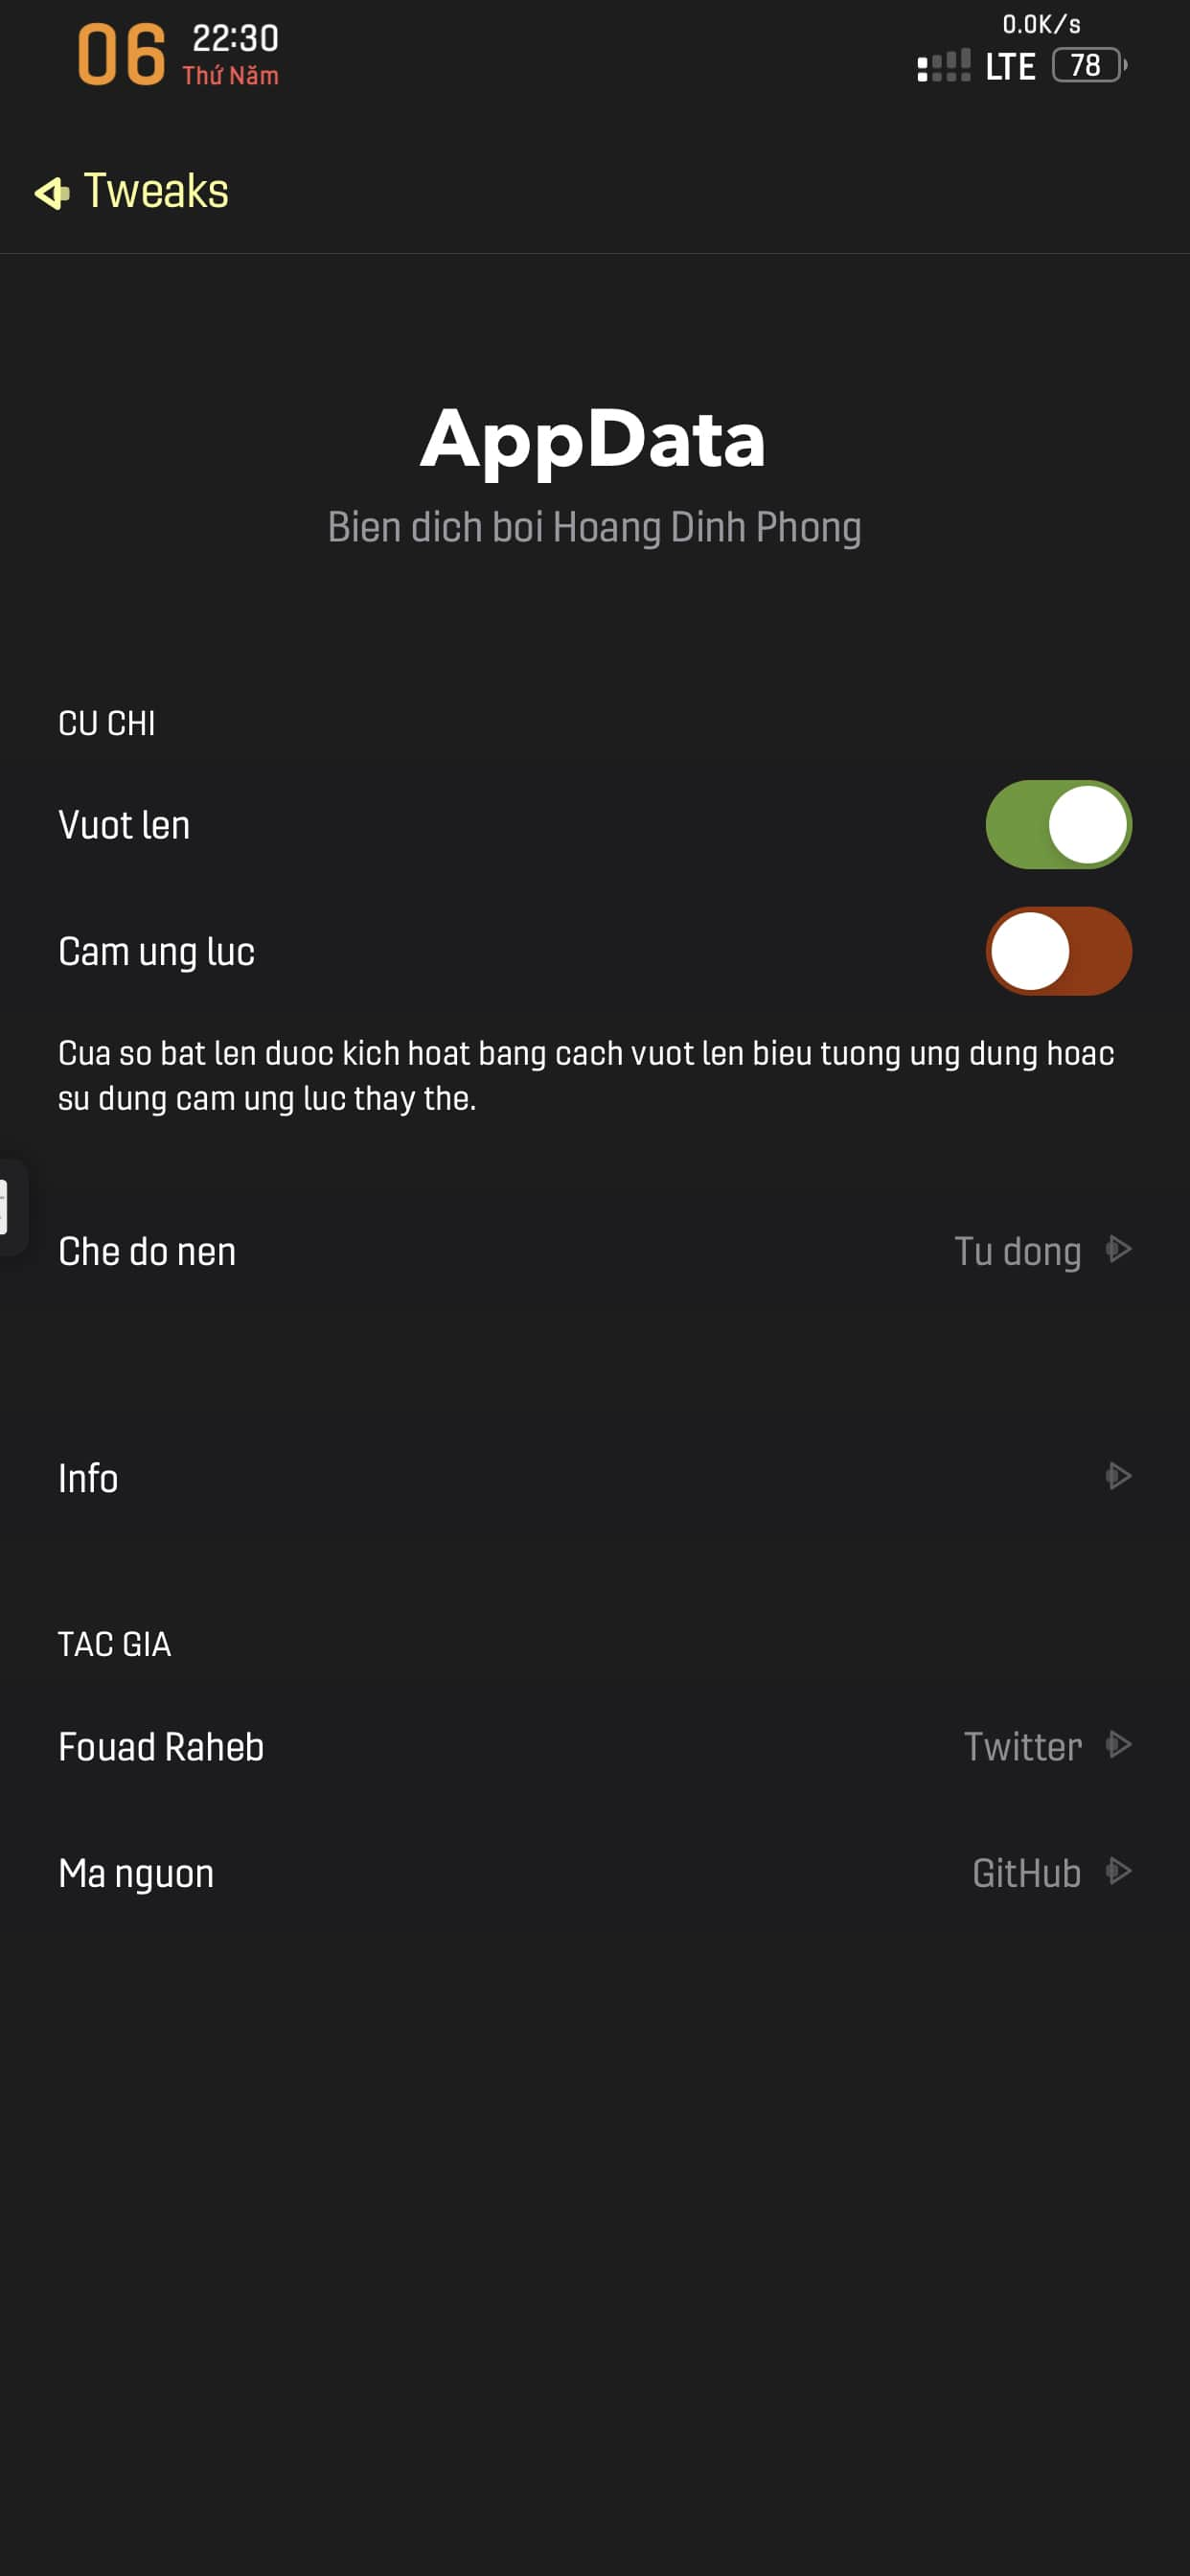 06 22:30
Thứ Năm
0.0K/s
LTE 78
Tweaks
AppData
Bien dich boi Hoang Dinh Phong
CU CHI
Vuot len
Cam ung luc
Cua so bat len duoc kich hoat bang cach vuot len bieu tuong ung dung hoac
su dung cam ung luc thay the.
Che do nen Tu dong
Info
TAC GIA
Fouad Raheb Twitter
Ma nguon GitHub